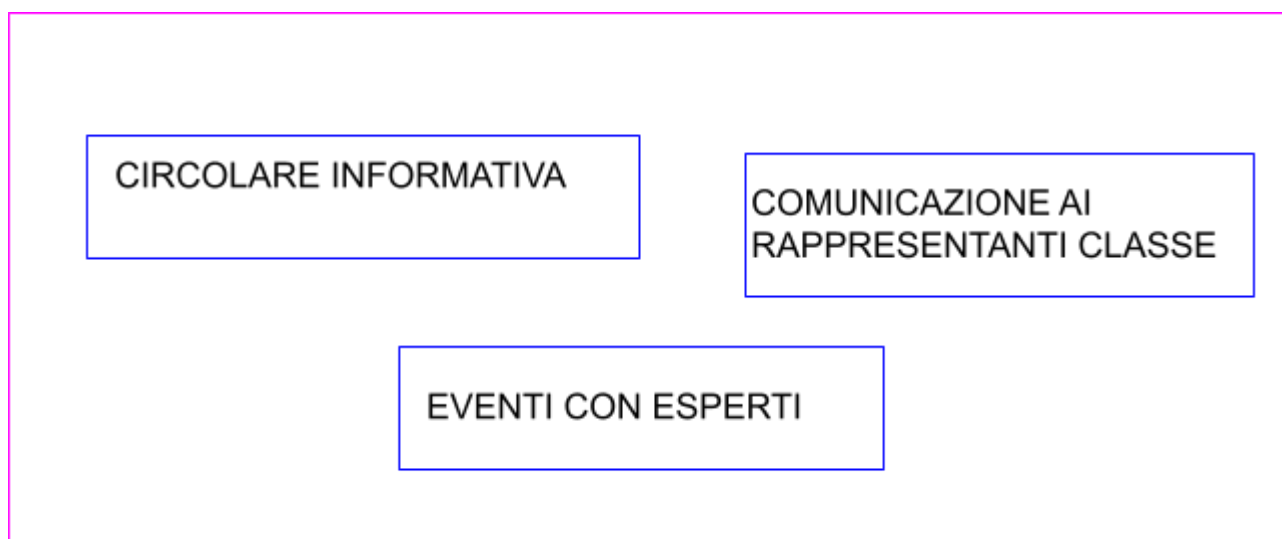 CIRCOLARE INFORMATIVA
COMUNICAZIONE AI
RAPPRESENTANTI CLASSE
EVENTI CON ESPERTI